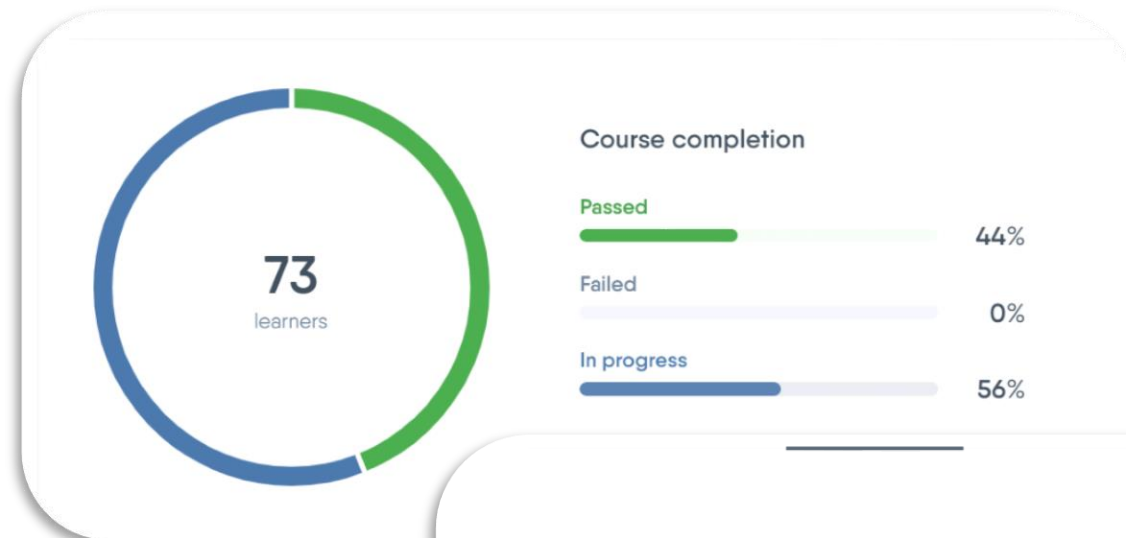 73
learners
Course completion
Passed
44%
Failed
0%
In progress
56%